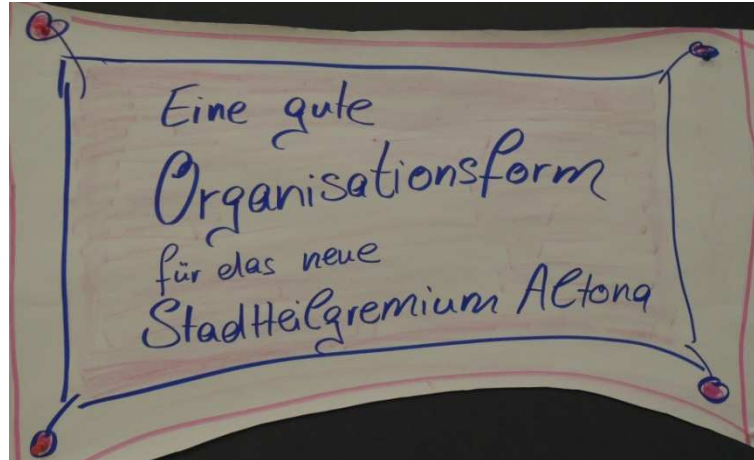 Eine gute
Organisationsform
für das neue
Stadtteilgremium Altona